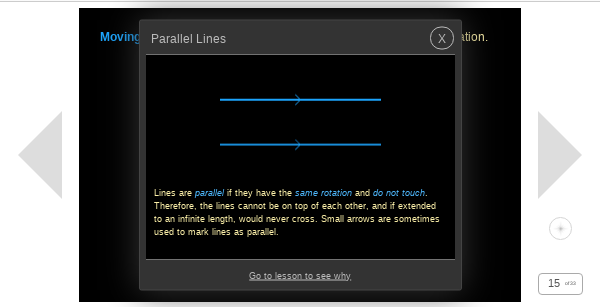 Moving
ation.
Parallel Lines
X
Lines are parallel if they have the same rotation and do not touch.
Therefore, the lines cannot be on top of each other, and if extended
to an infinite length, would never cross. Small arrows are sometimes
used to mark lines as parallel.
Go to lesson to see why
15 of 33